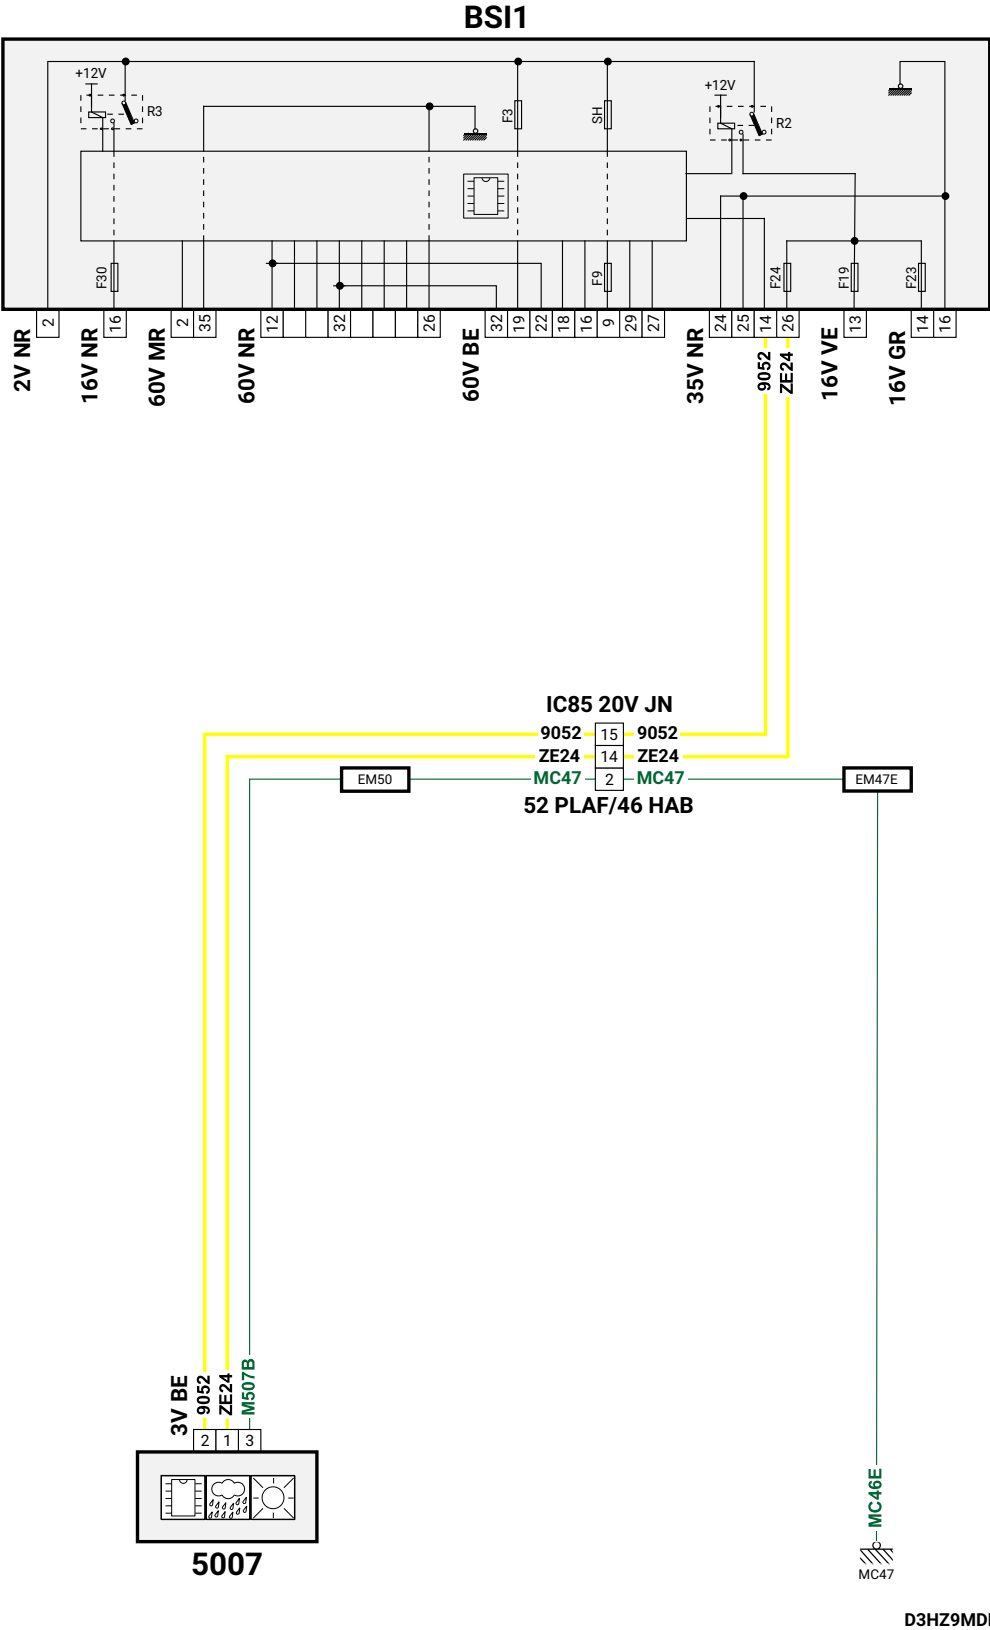 BSI1
+12V
R3
F3
SH
+12V
R2
F30
F9
F24
F19
F23
2V NR
2
16V NR
16
60V MR
2
35
60V NR
12
32
26
60V BE
32
19
22
18
16
9
29
27
35V NR
24
25
14
26
16V VE
13
16V GR
14
16
9052
ZE24
IC85 20V JN
9052 15 9052
ZE24 14 ZE24
EM50 MC47 2 MC47 EM47E
52 PLAF/46 HAB
3V BE
9052
ZE24
M507B
2 1 3
5007
MC46E
MC47